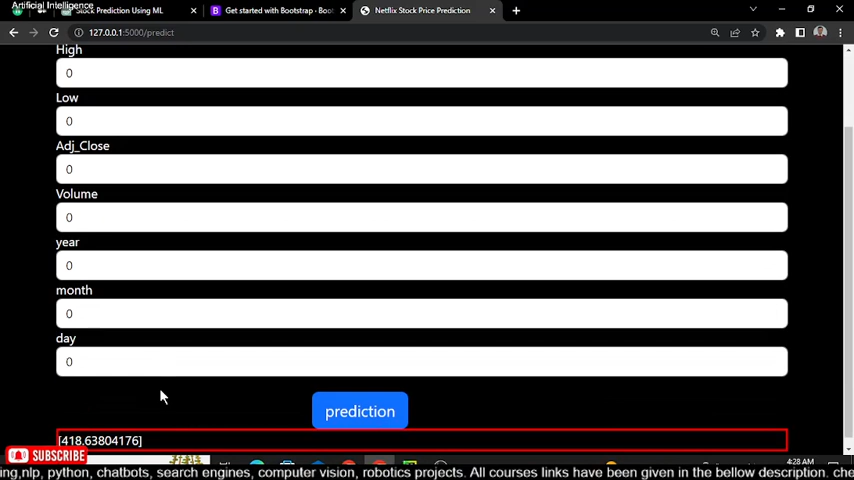 Artificial Intelligence
Stock Prediction Using ML
Get started with Bootstrap · Boot
Netflix Stock Price Prediction
127.0.0.1:5000/predict
High
0
Low
0
Adj_Close
0
Volume
0
year
0
month
0
day
0
prediction
[418.63804176]
SUBSCRIBE
4:28 AM
ing,nlp, python, chatbots, search engines, computer vision, robotics projects. All courses links have been given in the bellow description. che